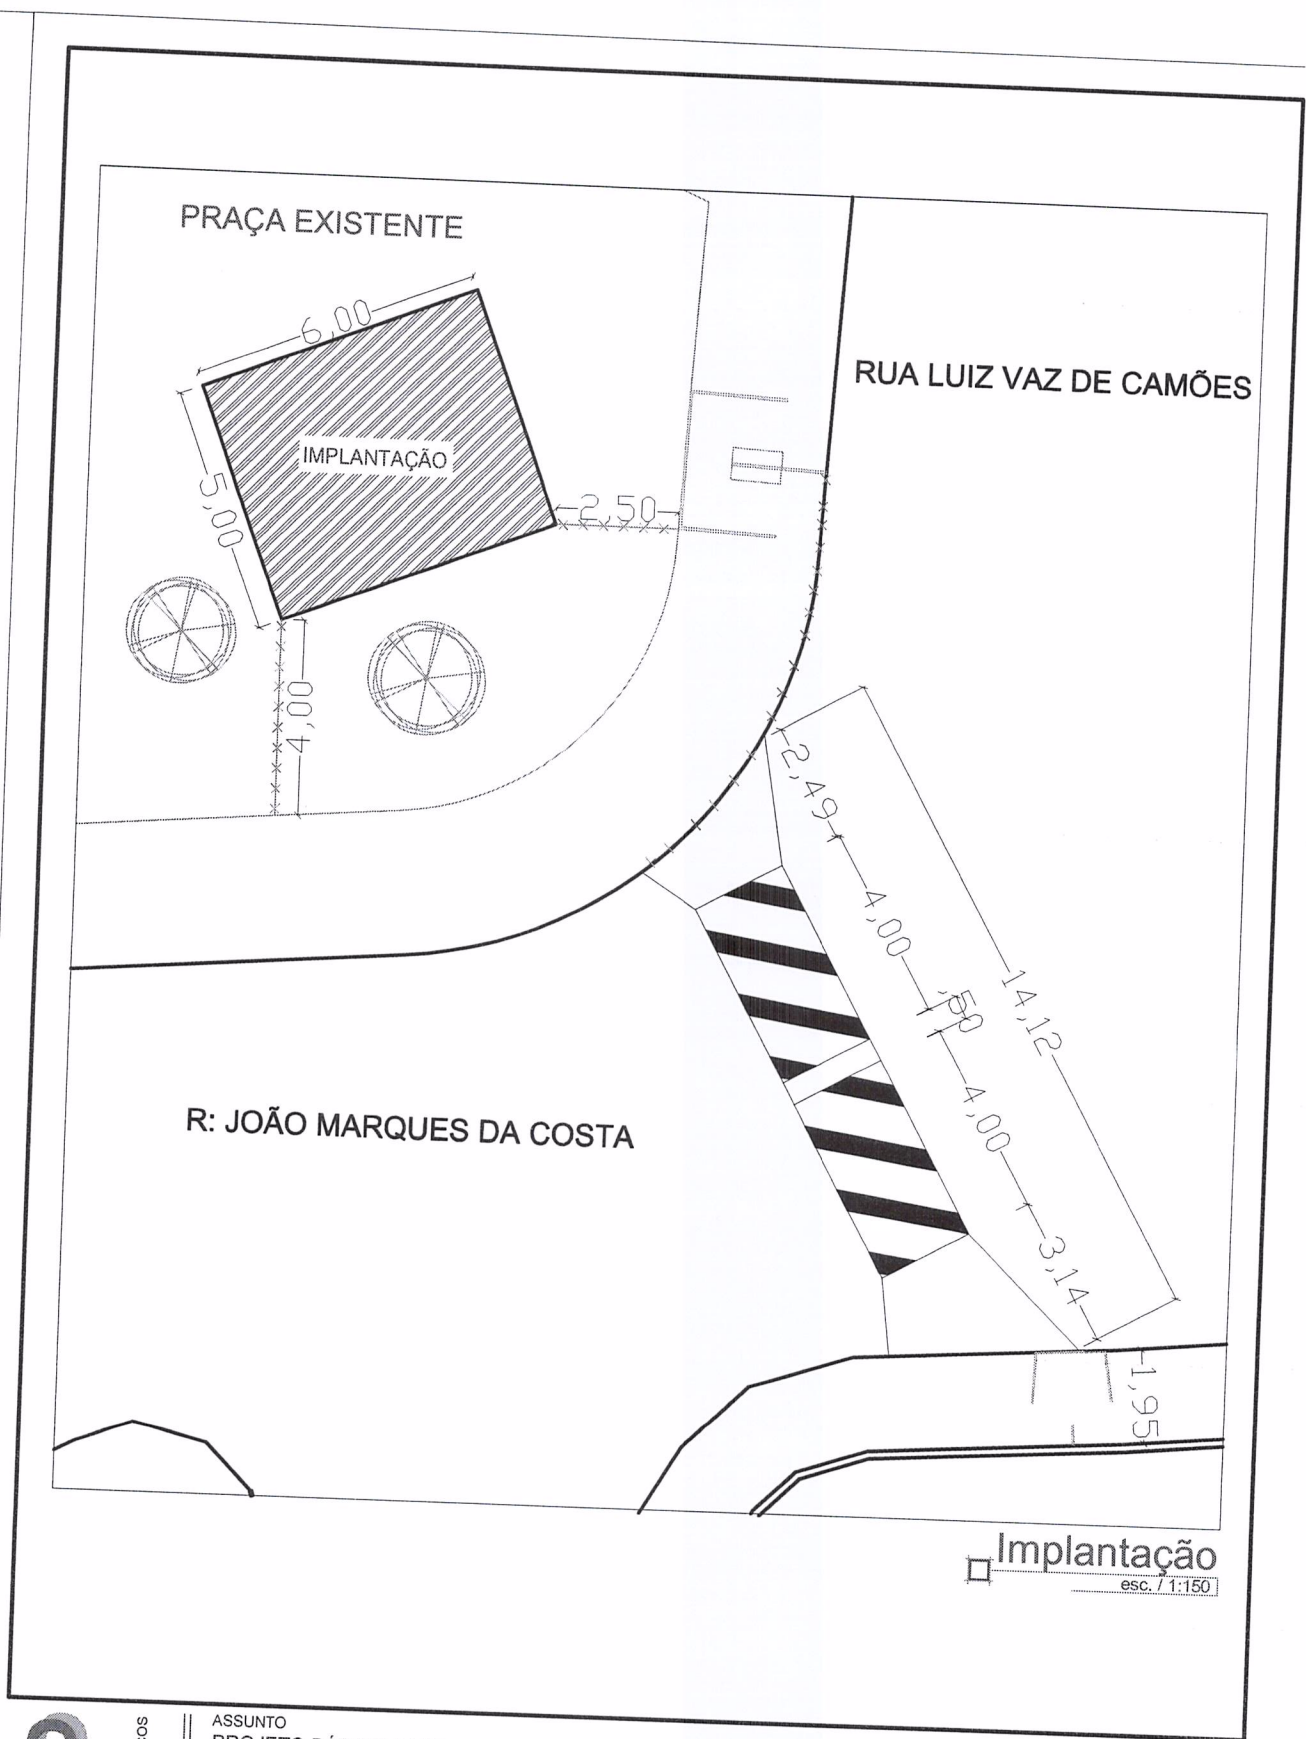 PRAÇA EXISTENTE
6,00
RUA LUIZ VAZ DE CAMÕES
IMPLANTAÇÃO
5,00
2,50
4,00
2,49
4,00
,50
14,12
R: JOÃO MARQUES DA COSTA
4,00
3,14
1,95
Implantação
esc. / 1:150
ASSUNTO